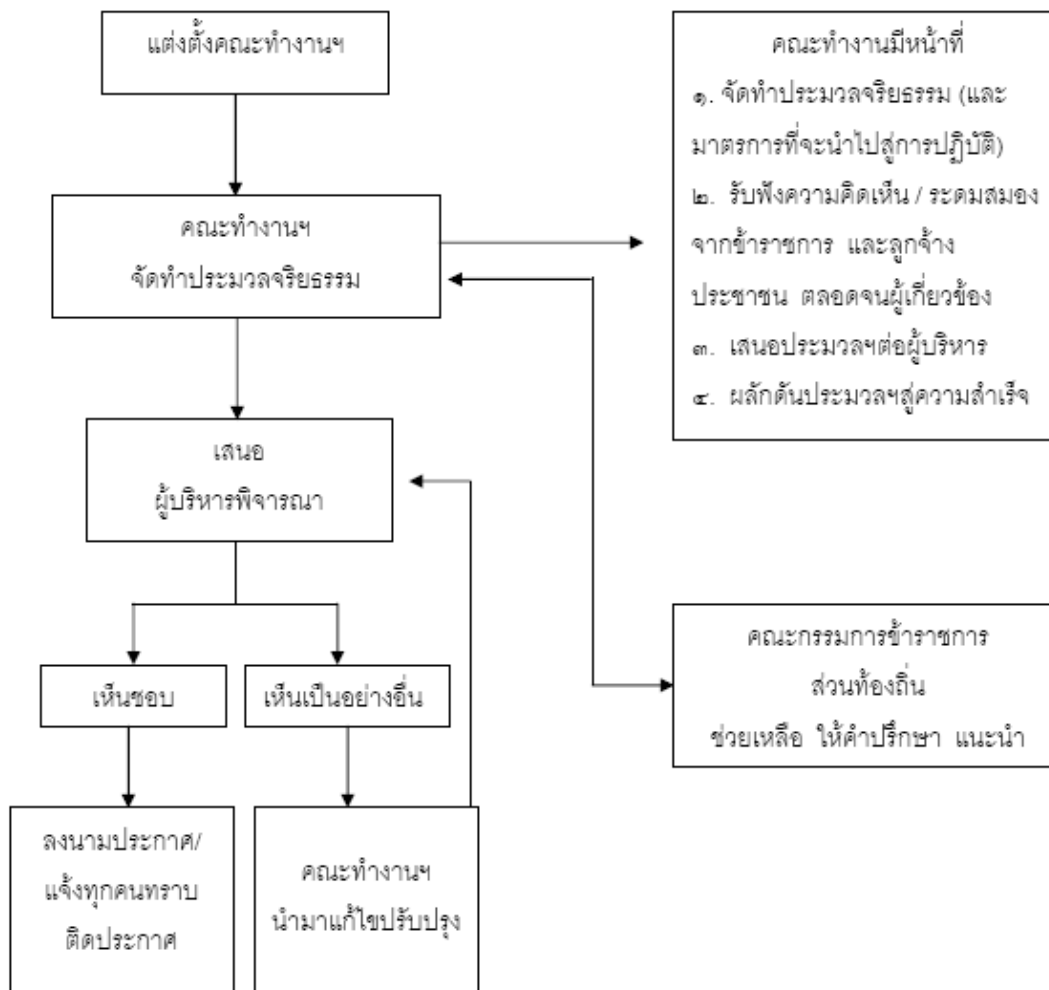 แต่งตั้งคณะทำงานฯ
คณะทำงานฯ
จัดทำประมวลจริยธรรม
เสนอ
ผู้บริหารพิจารณา
เห็นชอบ
เห็นเป็นอย่างอื่น
ลงนามประกาศ/
แจ้งทุกคนทราบ
ติดประกาศ
คณะทำงานฯ
นำมาแก้ไขปรับปรุง
คณะทำงานมีหน้าที่
๑. จัดทำประมวลจริยธรรม (และ
มาตรการที่จะนำไปสู่การปฏิบัติ)
๒. รับฟังความคิดเห็น / ระดมสมอง
จากข้าราชการ และลูกจ้าง
ประชาชน ตลอดจนผู้เกี่ยวข้อง
๓. เสนอประมวลฯต่อผู้บริหาร
๔. ผลักดันประมวลฯสู่ความสำเร็จ
คณะกรรมการข้าราชการ
ส่วนท้องถิ่น
ช่วยเหลือ ให้คำปรึกษา แนะนำ